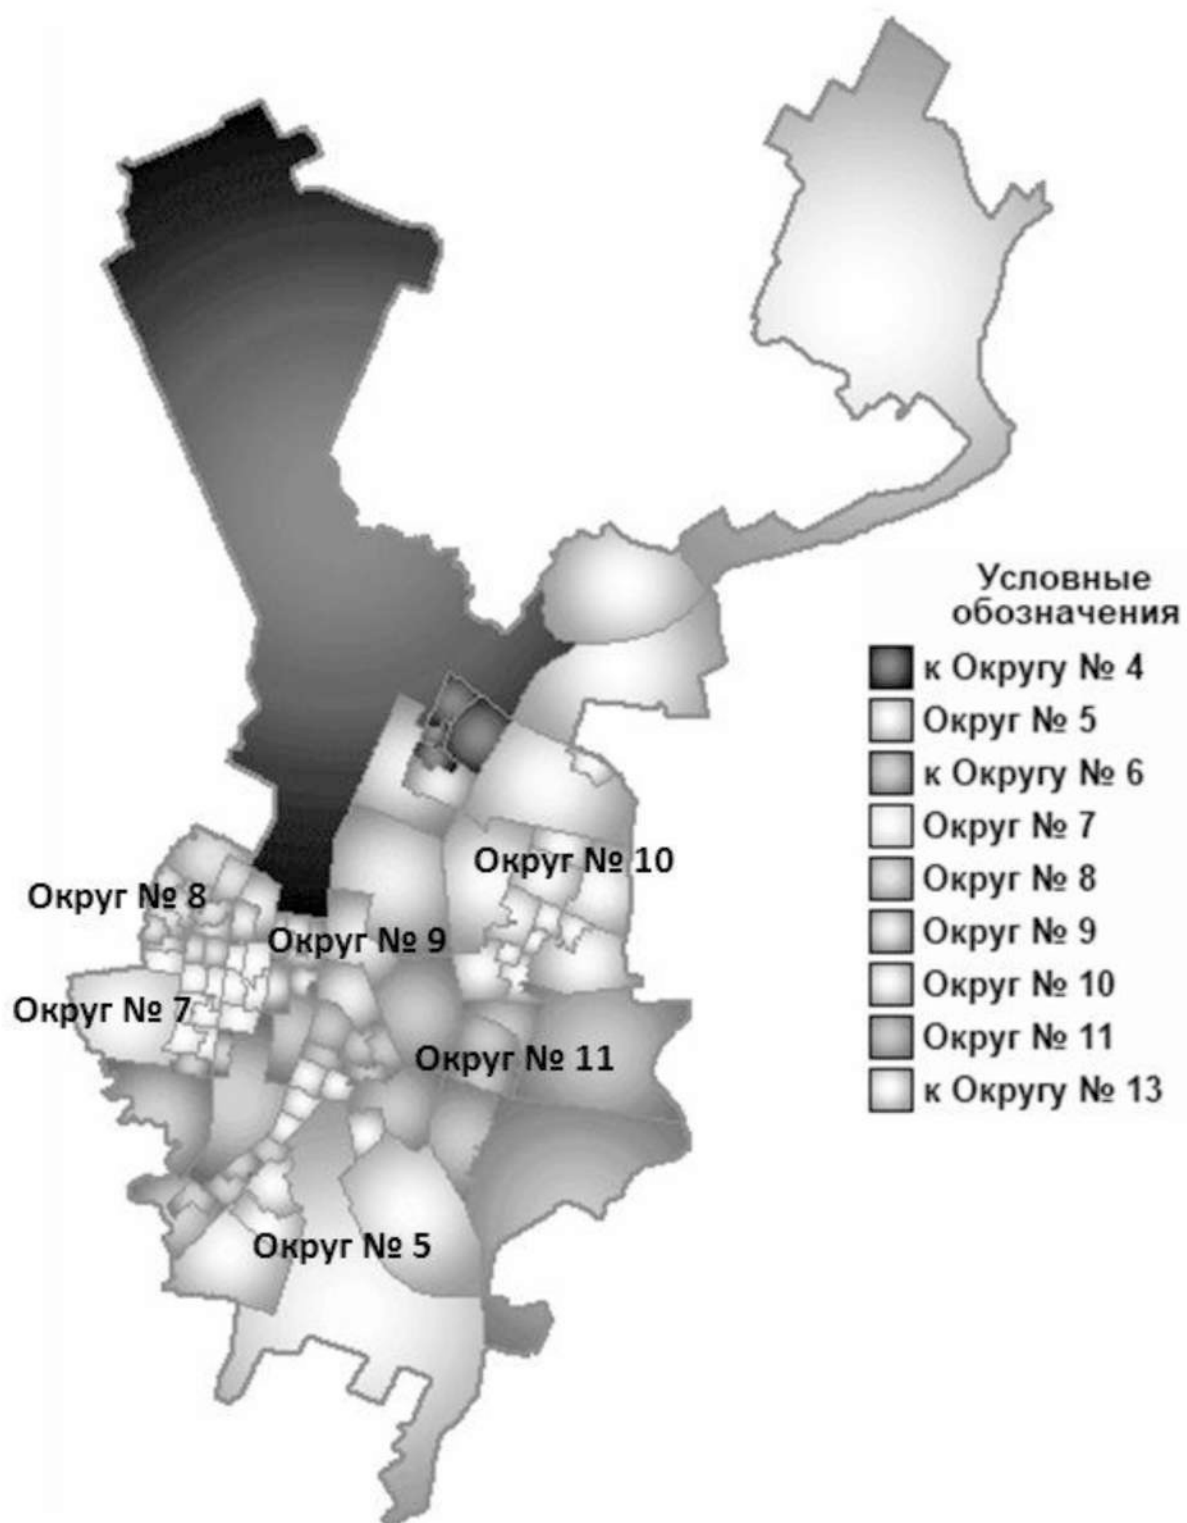 Условные
обозначения
к Округу № 4
Округ № 5
к Округу № 6
Округ № 7
Округ № 8
Округ № 9
Округ № 10
Округ № 11
к Округу № 13
Округ № 10
Округ № 8
Округ № 9
Округ № 7
Округ № 11
Округ № 5